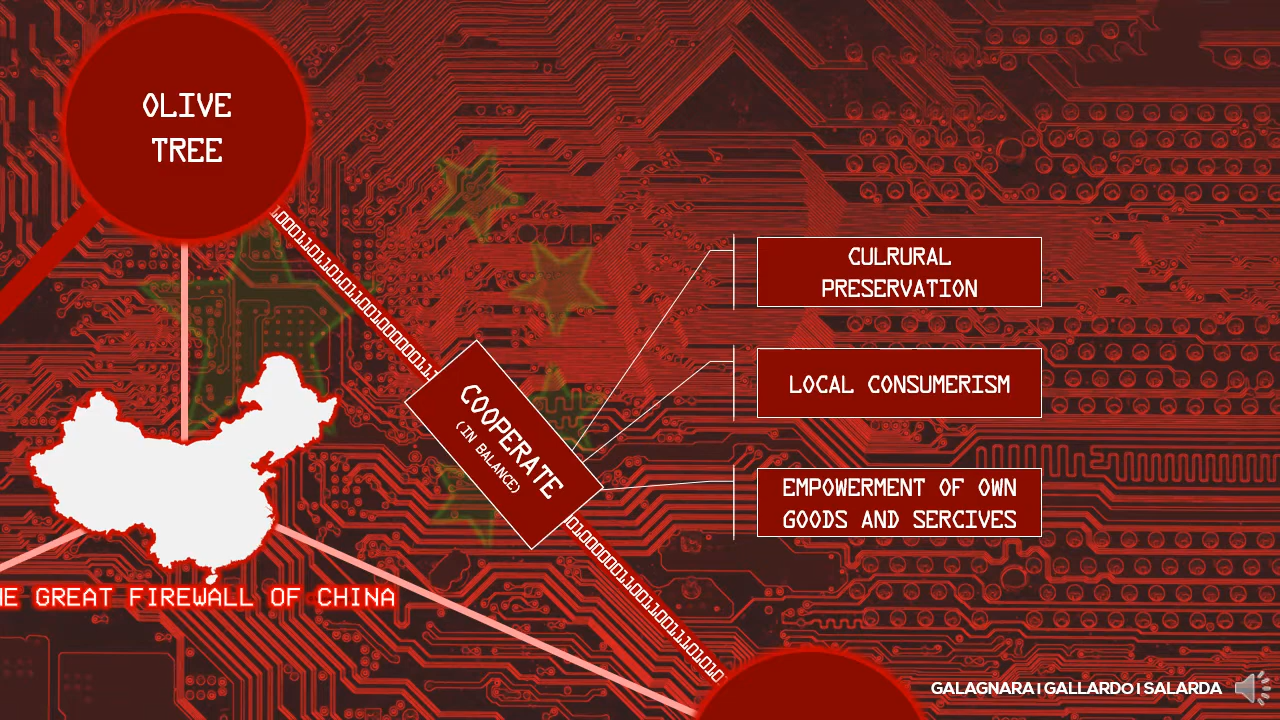 OLIVE
TREE
10001101101011001000000111
COOPERATE
(IN BALANCE)
CULRURAL
PRESERVATION
LOCAL CONSUMERISM
EMPOWERMENT OF OWN
GOODS AND SERCIVES
E GREAT FIREWALL OF CHINA
GALAGNARA I GALLARDO I SALARDA